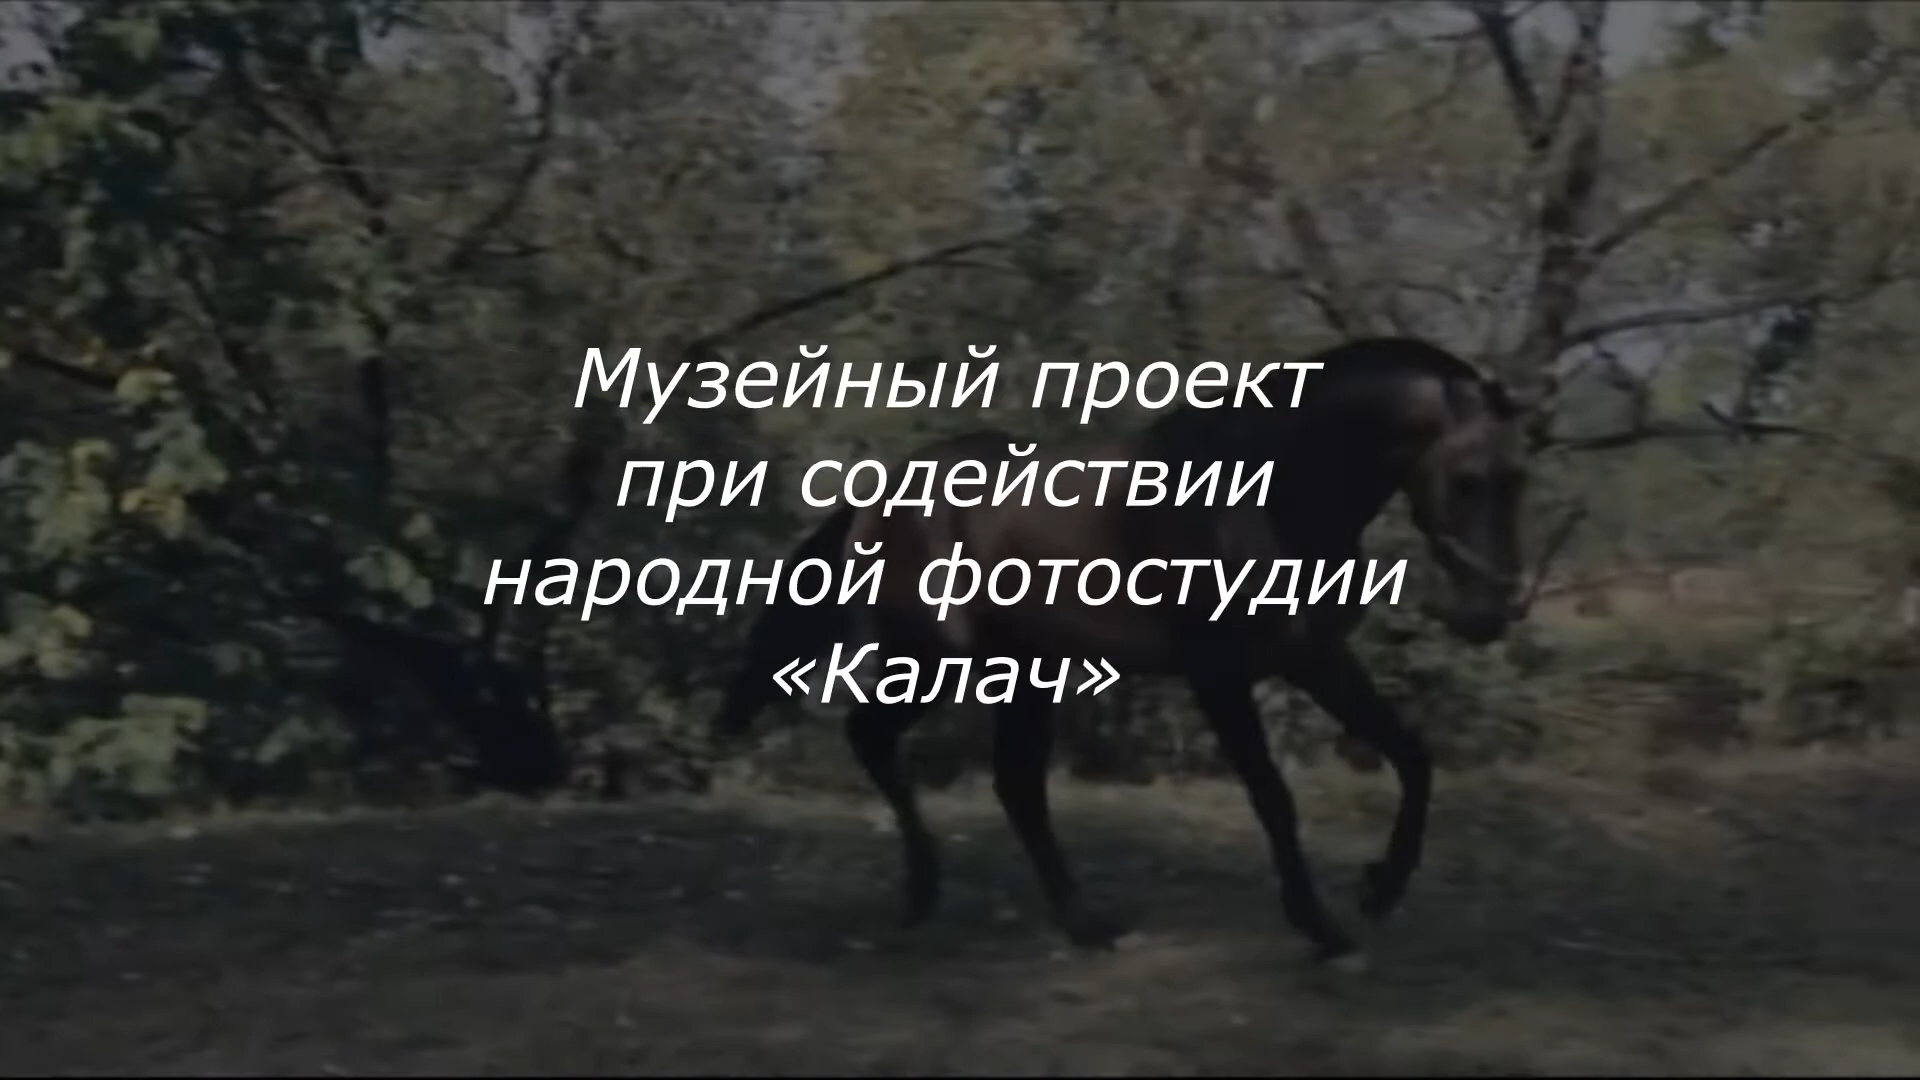 Музейный проект
при содействии
народной фотостудии
«Калач»